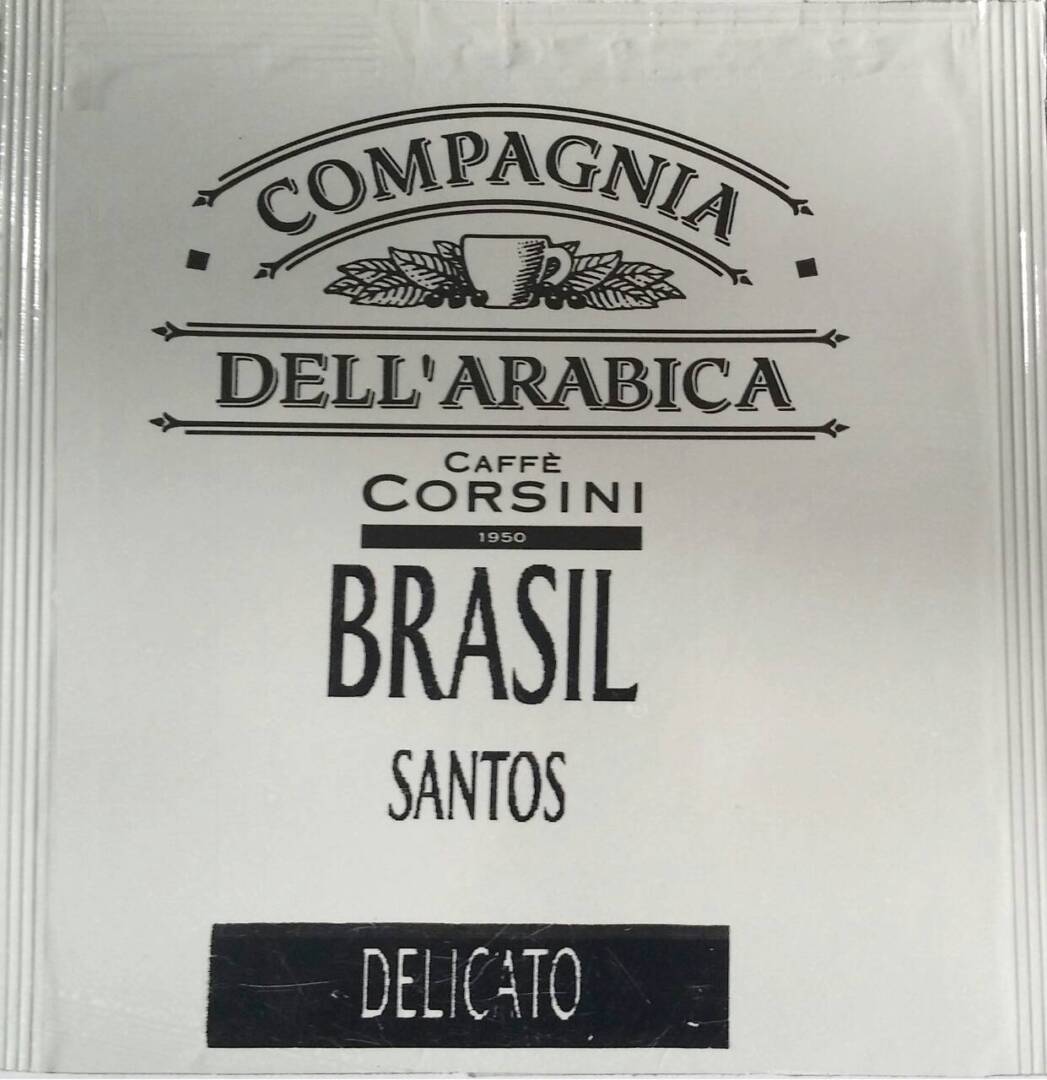 COMPAGNIA
DELL'ARABICA
CAFFÈ
CORSINI
1950
BRASIL
SANTOS
DELICATO